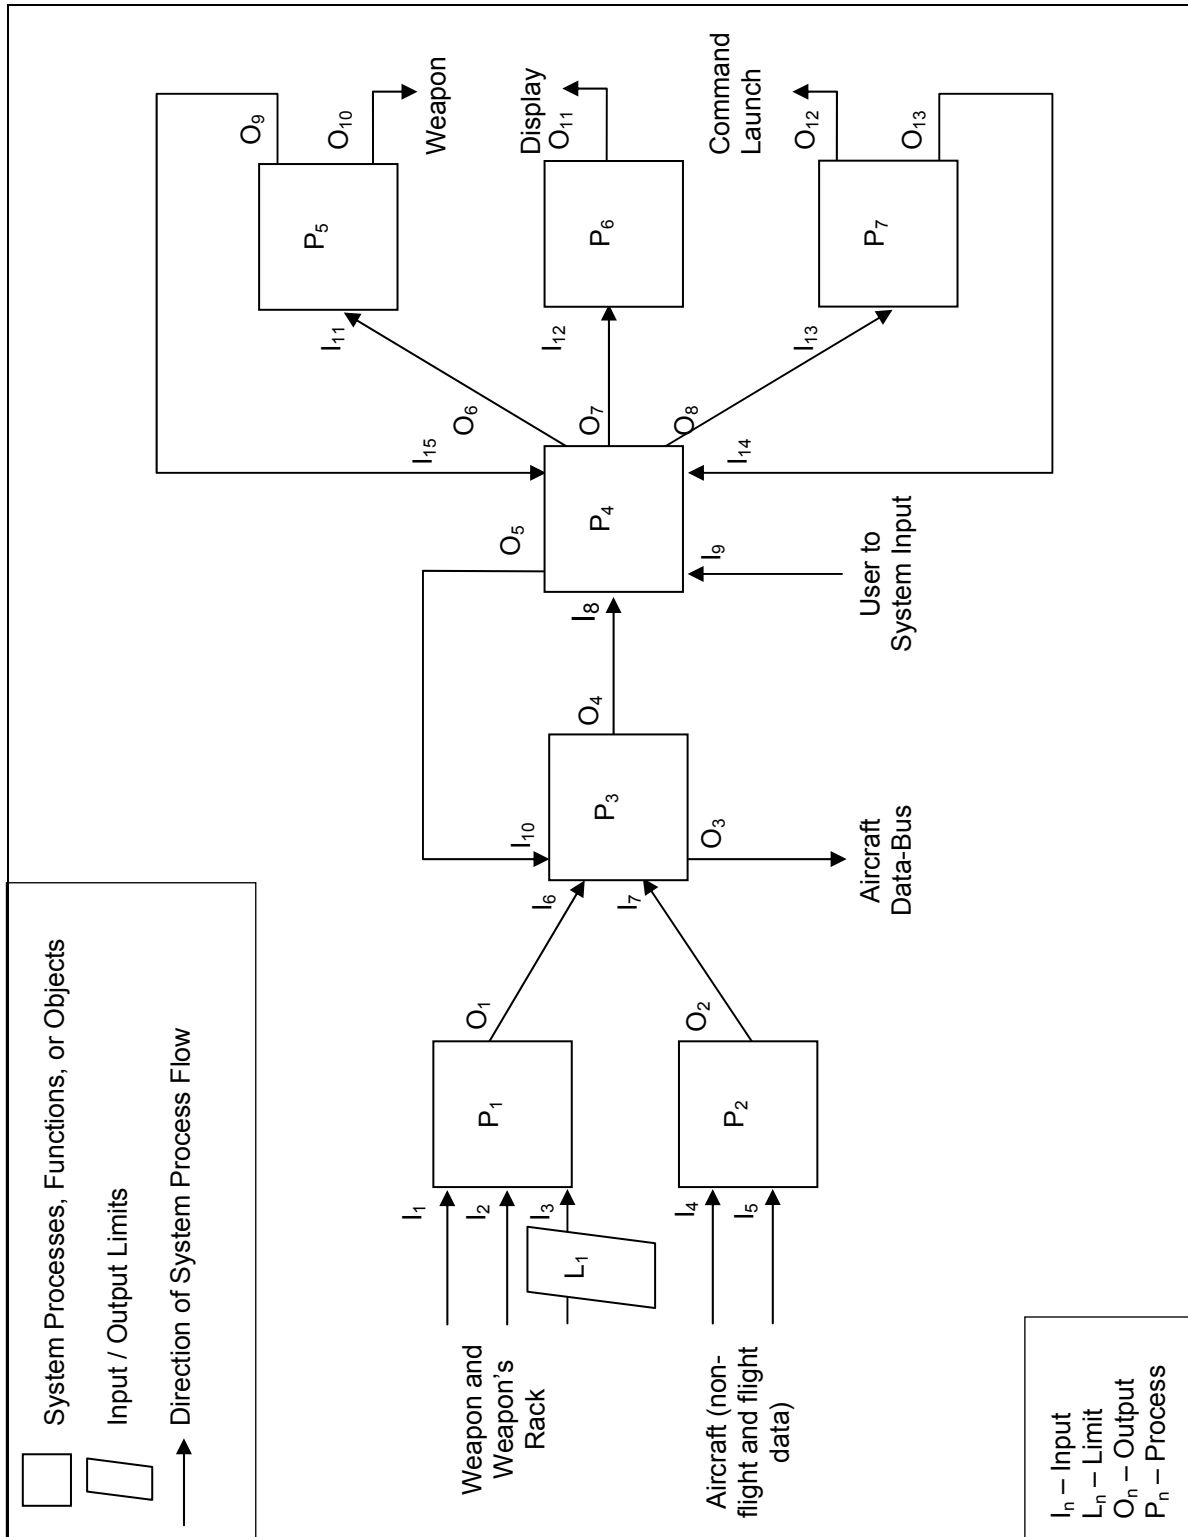 System Processes, Functions, or Objects
Input / Output Limits
Direction of System Process Flow
Weapon and
Weapon's
Rack
I₁
I₂
I₃
L₁
P₁
O₁
Aircraft (non-
flight and flight
data)
I₄
I₅
P₂
O₂
I₆
I₇
I₁₀
P₃
O₃
Aircraft
Data-Bus
O₄
I₈
O₅
P₄
I₉
User to
System Input
I₁₅
I₁₄
O₆
O₇
O₈
I₁₁
P₅
O₉
O₁₀
Weapon
I₁₂
P₆
O₁₁
Display
I₁₃
P₇
O₁₂
O₁₃
Command
Launch
Iₙ – Input
Lₙ – Limit
Oₙ – Output
Pₙ – Process